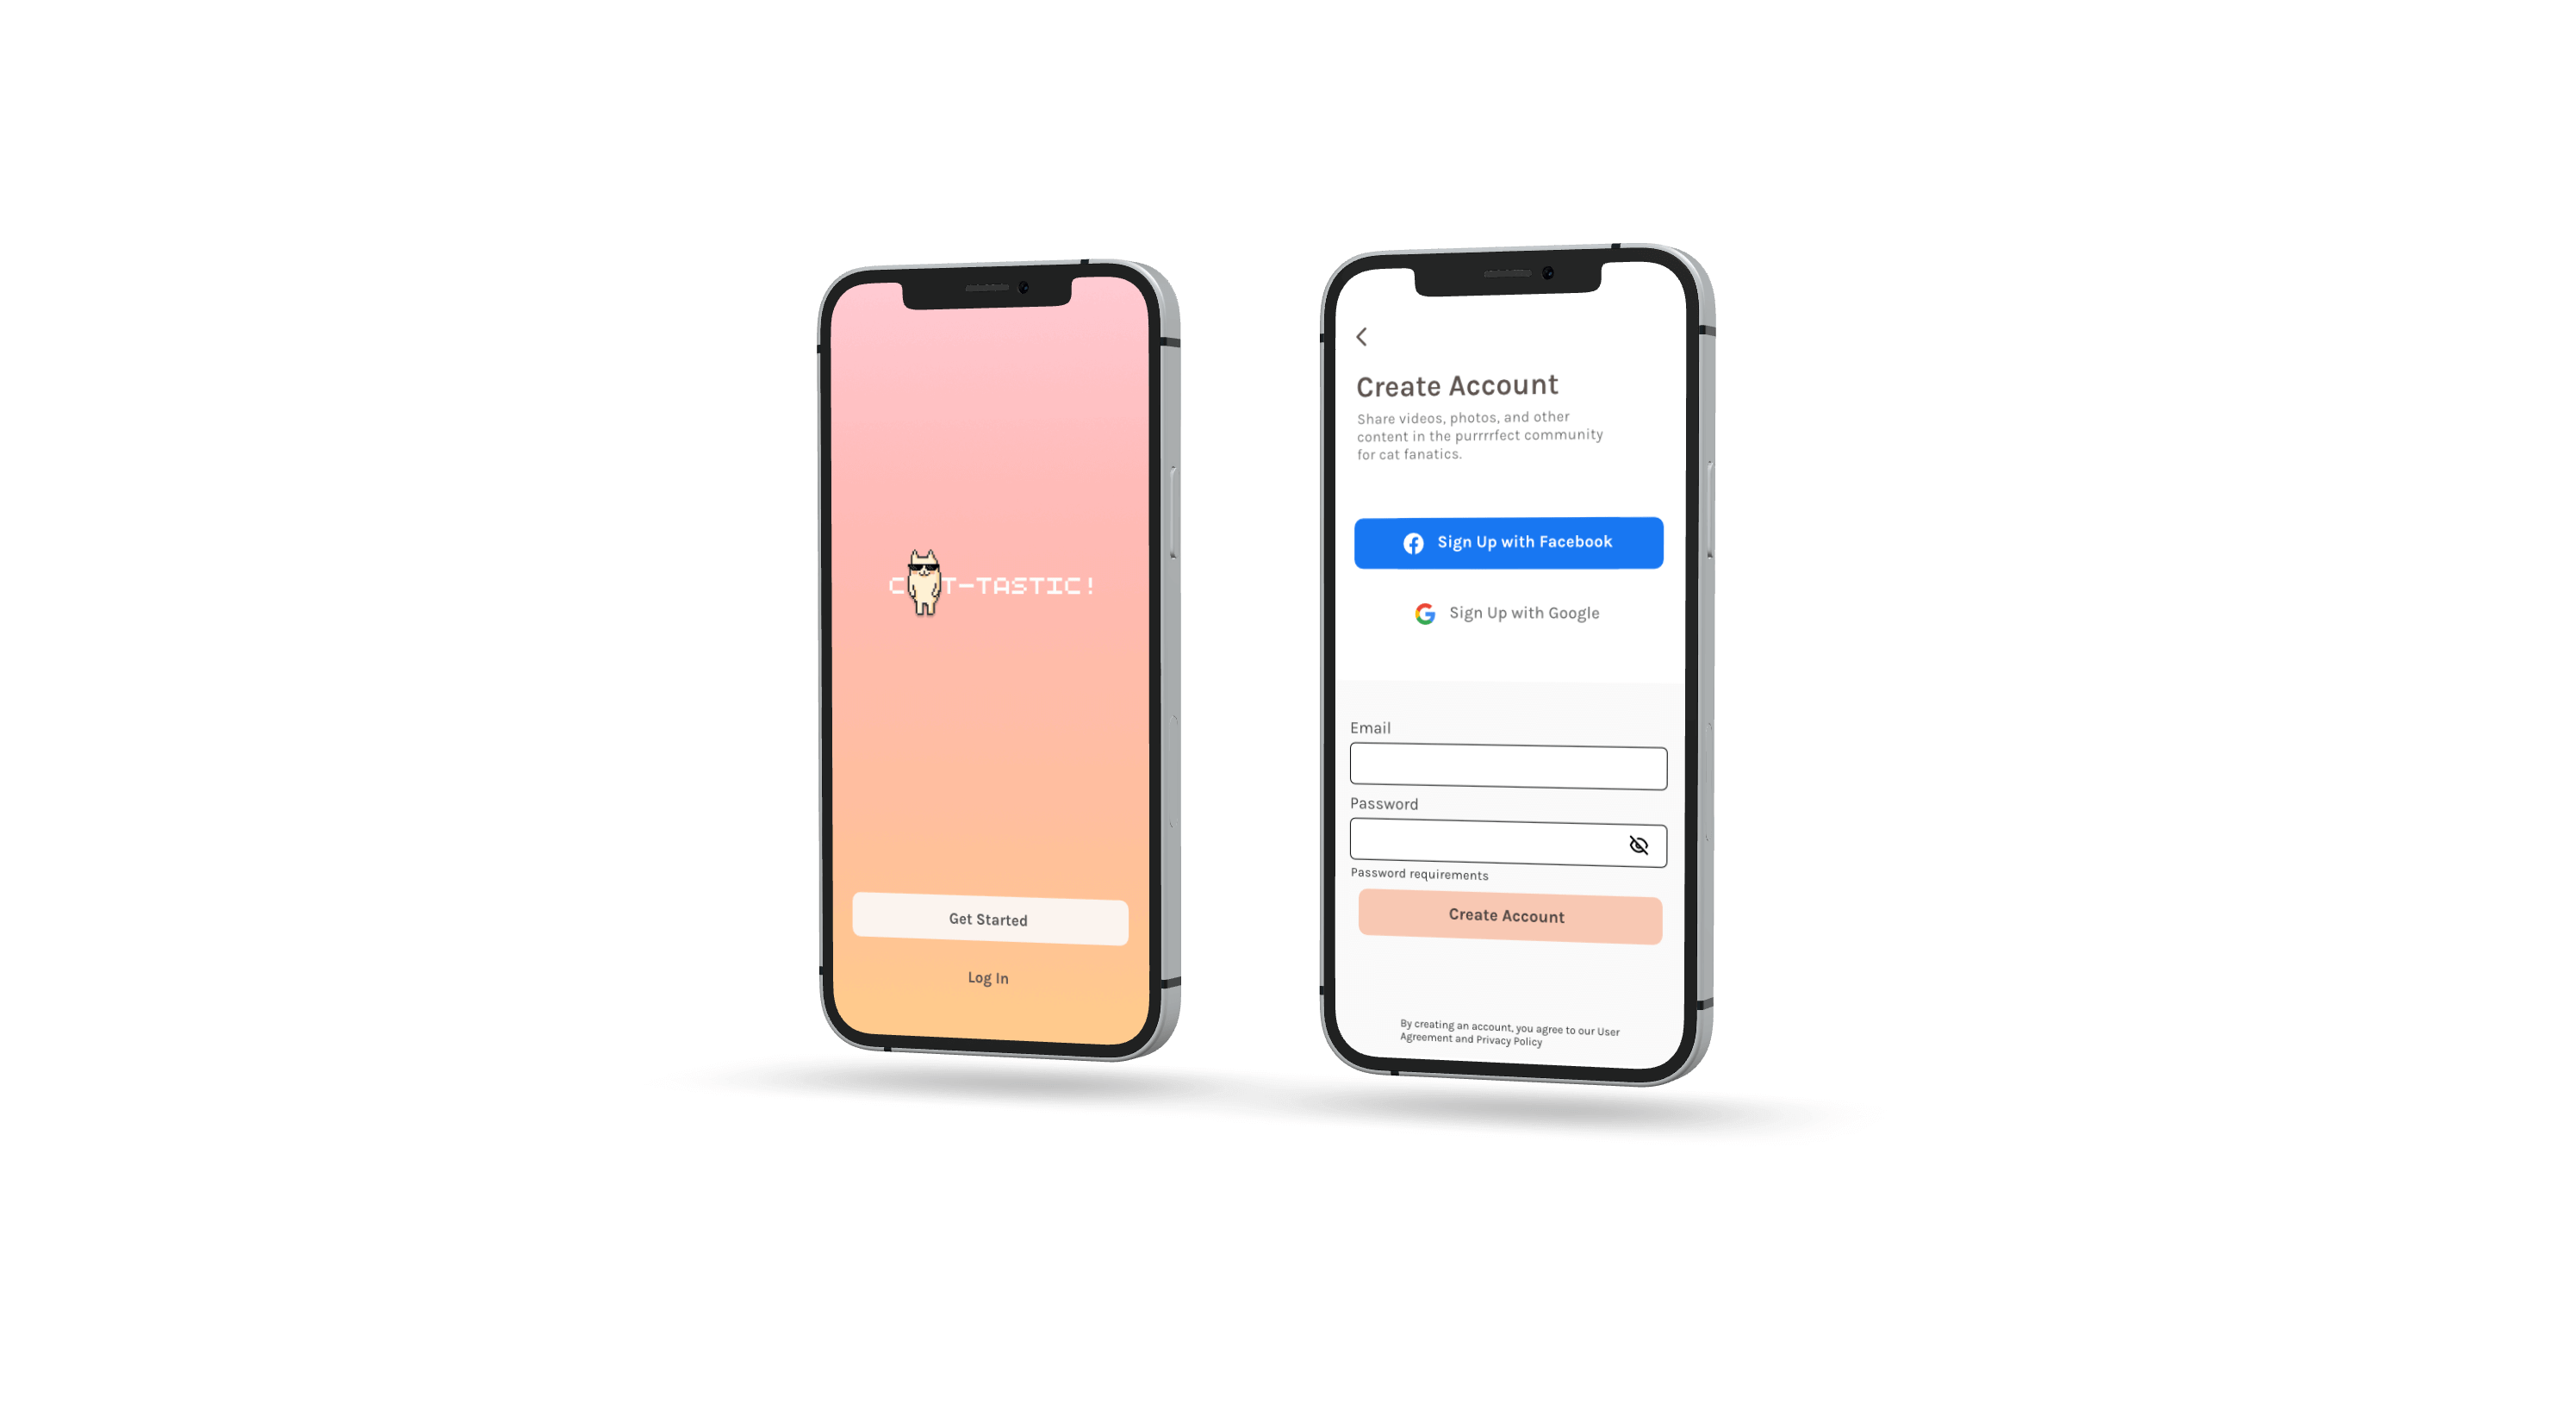 C T-TASTIC!
Get Started
Log In
Create Account
Share videos, photos, and other
content in the purrrrfect community
for cat fanatics.
Sign Up with Facebook
Sign Up with Google
Email
Password
Password requirements
Create Account
By creating an account, you agree to our User
Agreement and Privacy Policy